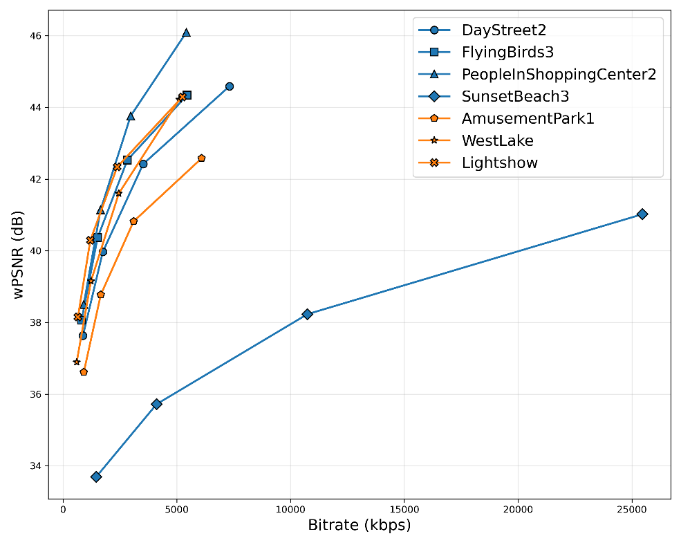 46
44
42
40
38
36
34
wPSNR (dB)
DayStreet2
FlyingBirds3
PeopleInShoppingCenter2
SunsetBeach3
AmusementPark1
WestLake
Lightshow
0 5000 10000 15000 20000 25000
Bitrate (kbps)